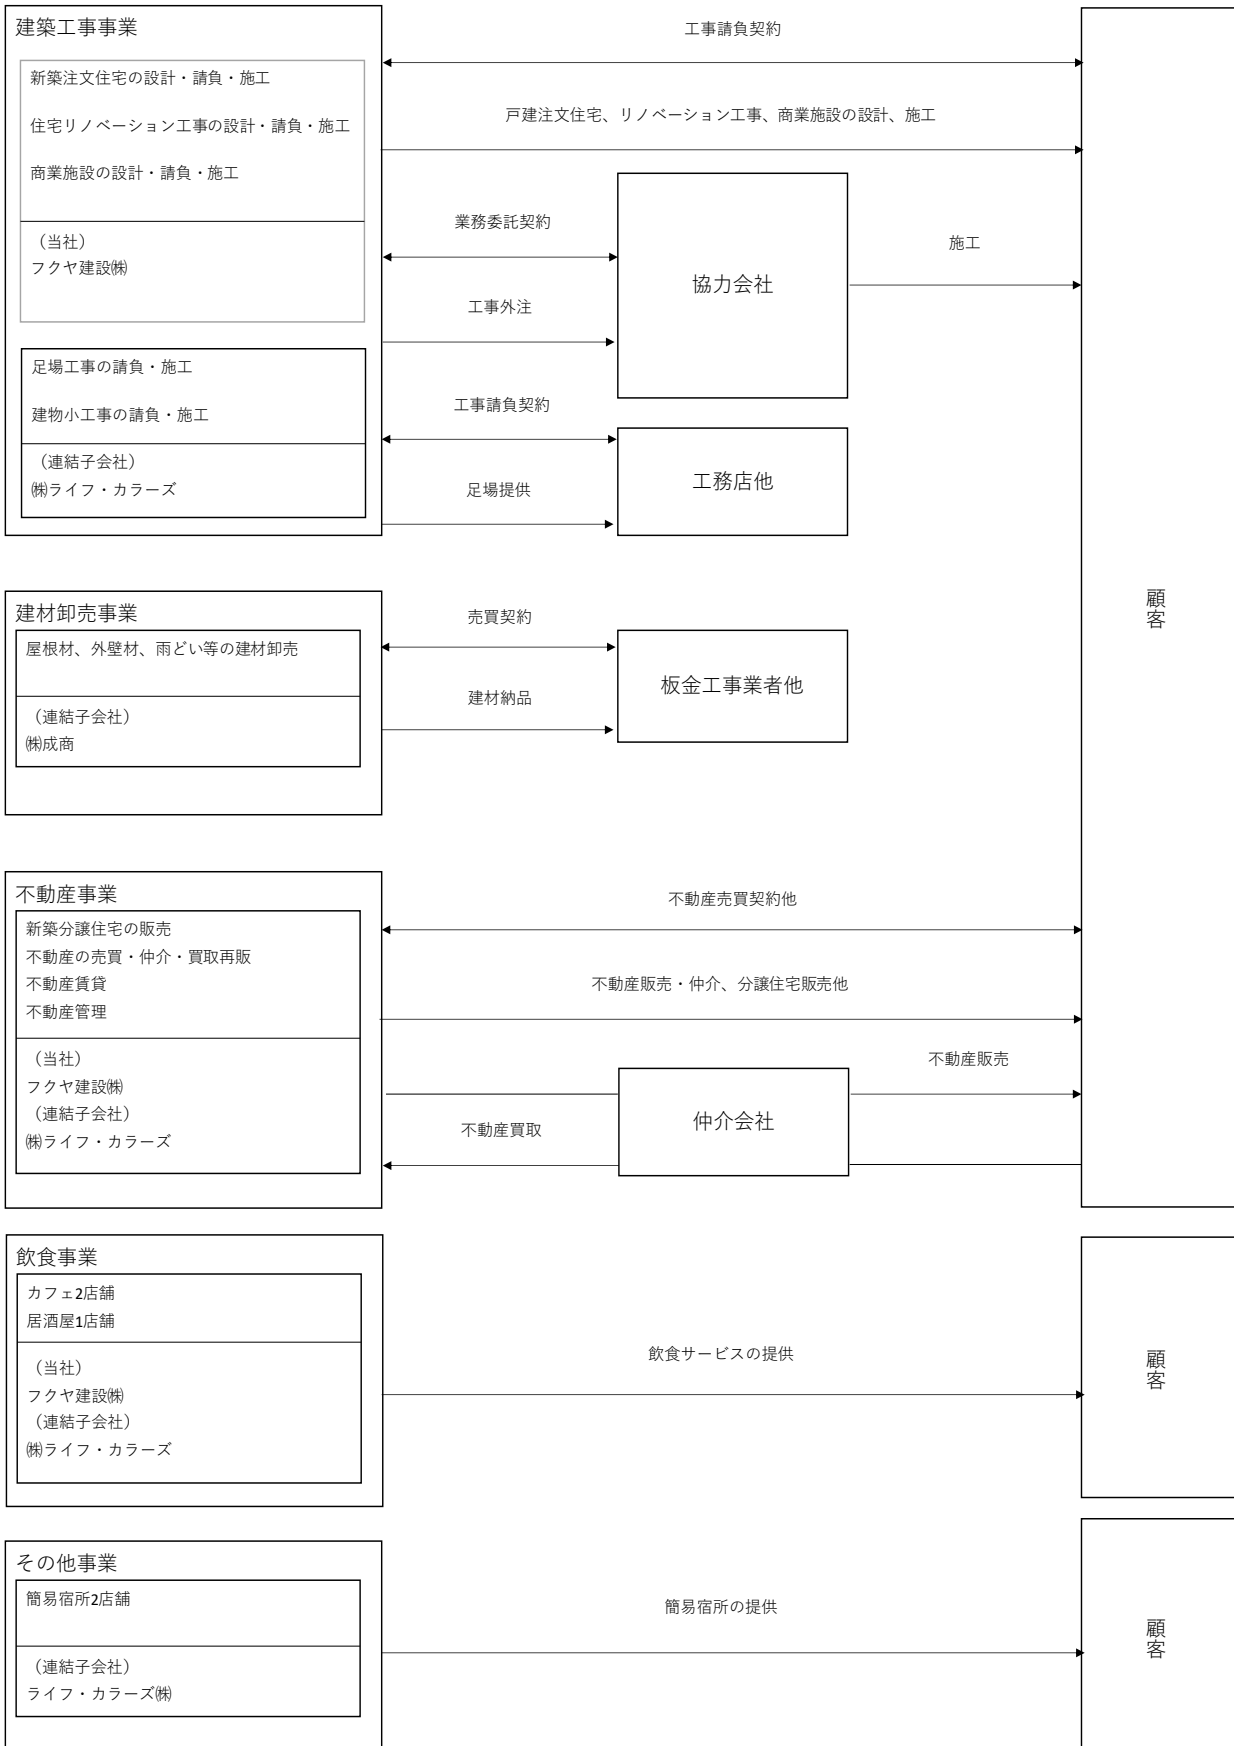 建築工事事業
新築注文住宅の設計・請負・施工
住宅リノベーション工事の設計・請負・施工
商業施設の設計・請負・施工
（当社）
フクヤ建設㈱
足場工事の請負・施工
建物小工事の請負・施工
（連結子会社）
㈱ライフ・カラーズ
工事請負契約
戸建注文住宅、リノベーション工事、商業施設の設計、施工
業務委託契約
工事外注
協力会社
施工
工事請負契約
足場提供
工務店他
顧客
建材卸売事業
屋根材、外壁材、雨どい等の建材卸売
（連結子会社）
㈱成商
売買契約
建材納品
板金工事業者他
不動産事業
新築分譲住宅の販売
不動産の売買・仲介・買取再販
不動産賃貸
不動産管理
（当社）
フクヤ建設㈱
（連結子会社）
㈱ライフ・カラーズ
不動産売買契約他
不動産販売・仲介、分譲住宅販売他
不動産販売
不動産買取
仲介会社
飲食事業
カフェ2店舗
居酒屋1店舗
（当社）
フクヤ建設㈱
（連結子会社）
㈱ライフ・カラーズ
飲食サービスの提供
顧客
その他事業
簡易宿所2店舗
（連結子会社）
ライフ・カラーズ㈱
簡易宿所の提供
顧客